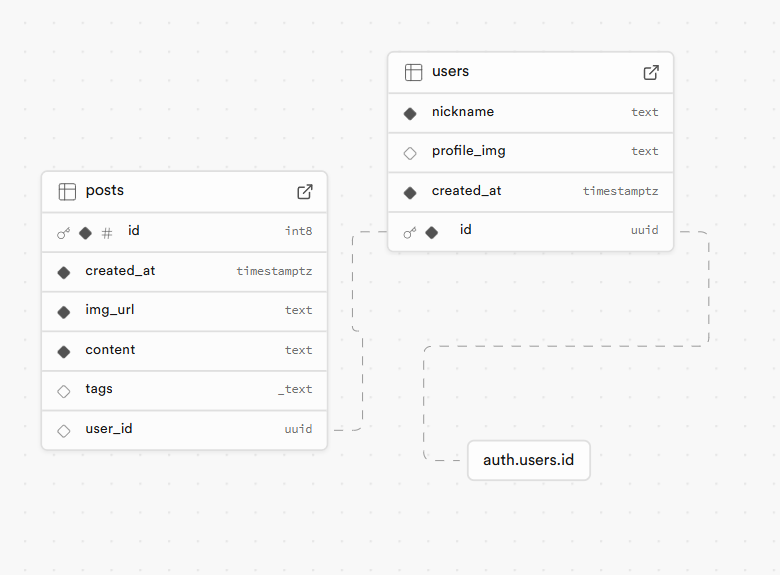 users
nickname text
profile_img text
created_at timestamptz
id uuid
posts
# id int8
created_at timestamptz
img_url text
content text
tags _text
user_id uuid
auth.users.id